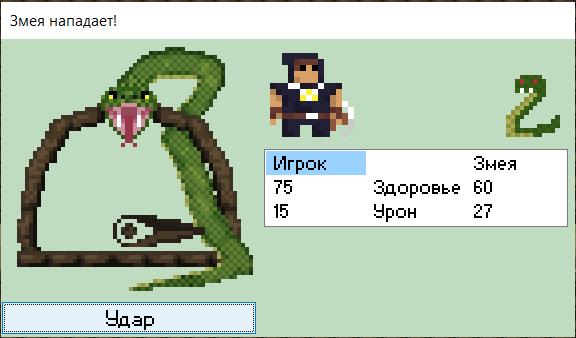 Змея нападает!
Игрок Змея
75 Здоровье 60
15 Урон 27
Удар